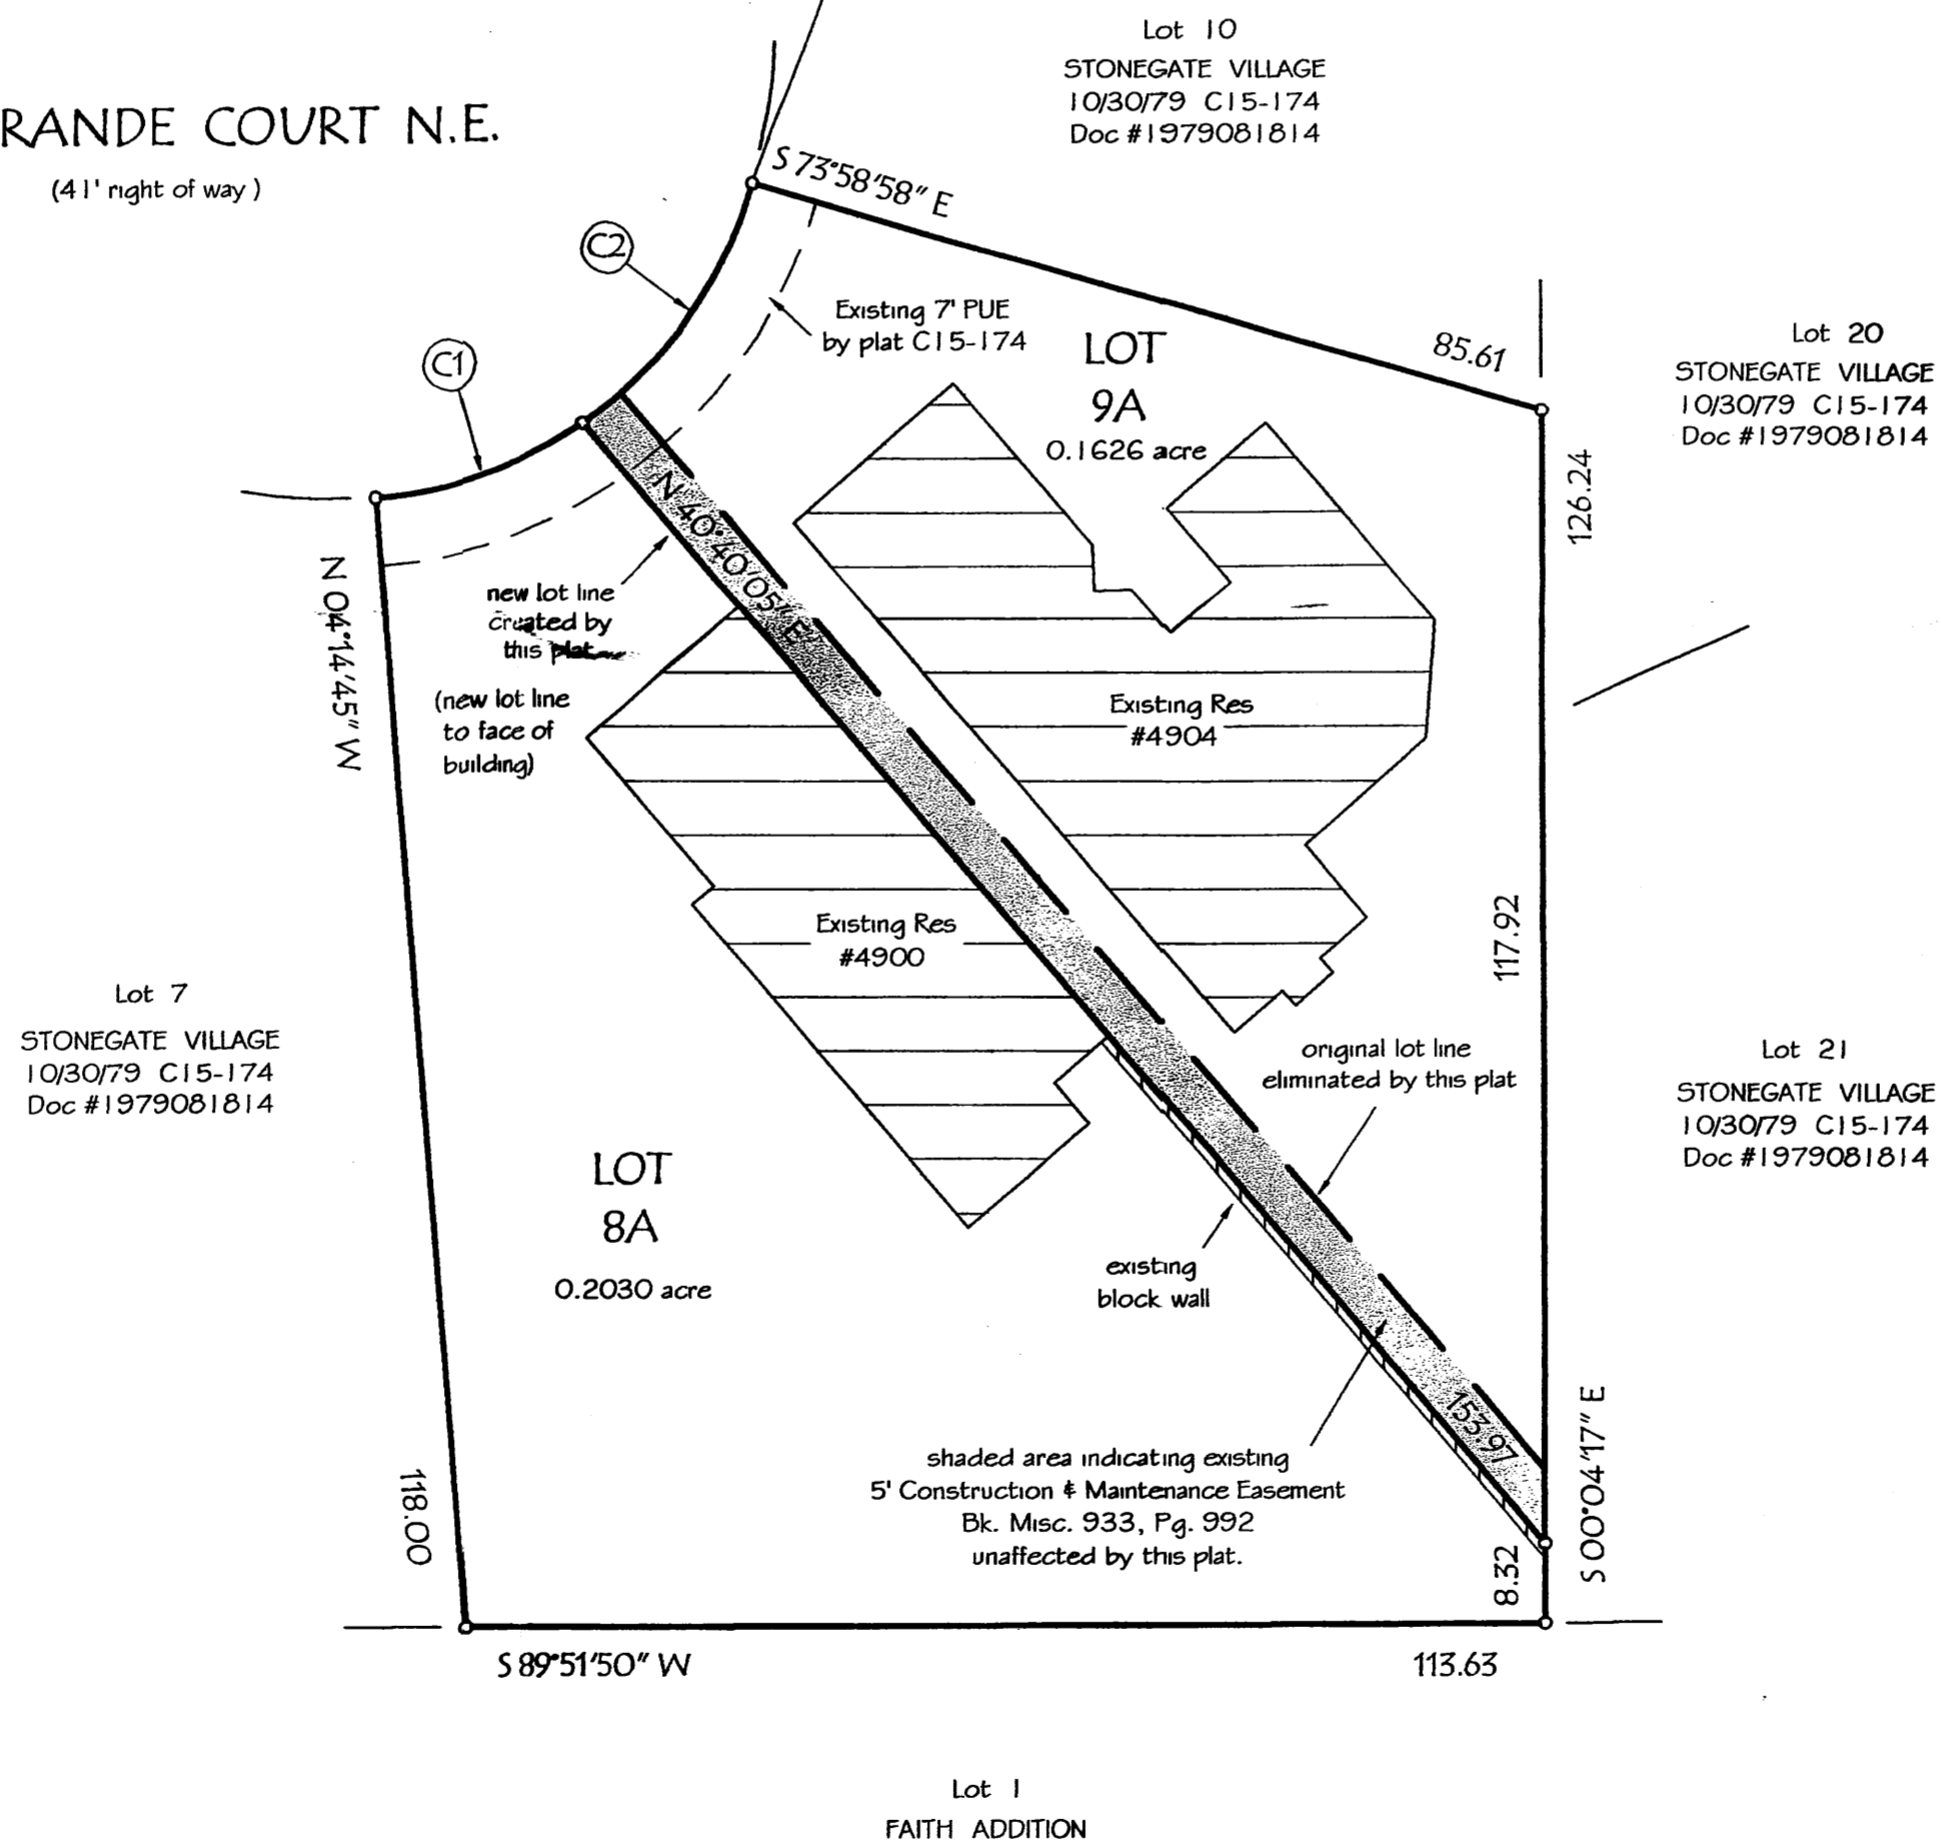 Lot 10
STONEGATE VILLAGE
10/30/79 C15-174
Doc #1979081814
RANDE COURT N.E.
(41' right of way)
S 73°58'58" E
C2
C1
Existing 7' PUE
by plat C15-174
LOT
9A
0.1626 acre
85.61
Lot 20
STONEGATE VILLAGE
10/30/79 C15-174
Doc #1979081814
126.24
N 04°14'45" W
N 40°40'05" E
new lot line
created by
this plat
(new lot line
to face of
building)
Existing Res
#4904
Existing Res
#4900
117.92
Lot 7
STONEGATE VILLAGE
10/30/79 C15-174
Doc #1979081814
original lot line
eliminated by this plat
Lot 21
STONEGATE VILLAGE
10/30/79 C15-174
Doc #1979081814
LOT
8A
0.2030 acre
existing
block wall
153.97
shaded area indicating existing
5' Construction & Maintenance Easement
Bk. Misc. 933, Pg. 992
unaffected by this plat.
118.00
8.32
S 00°04'17" E
S 89°51'50" W
113.63
Lot 1
FAITH ADDITION